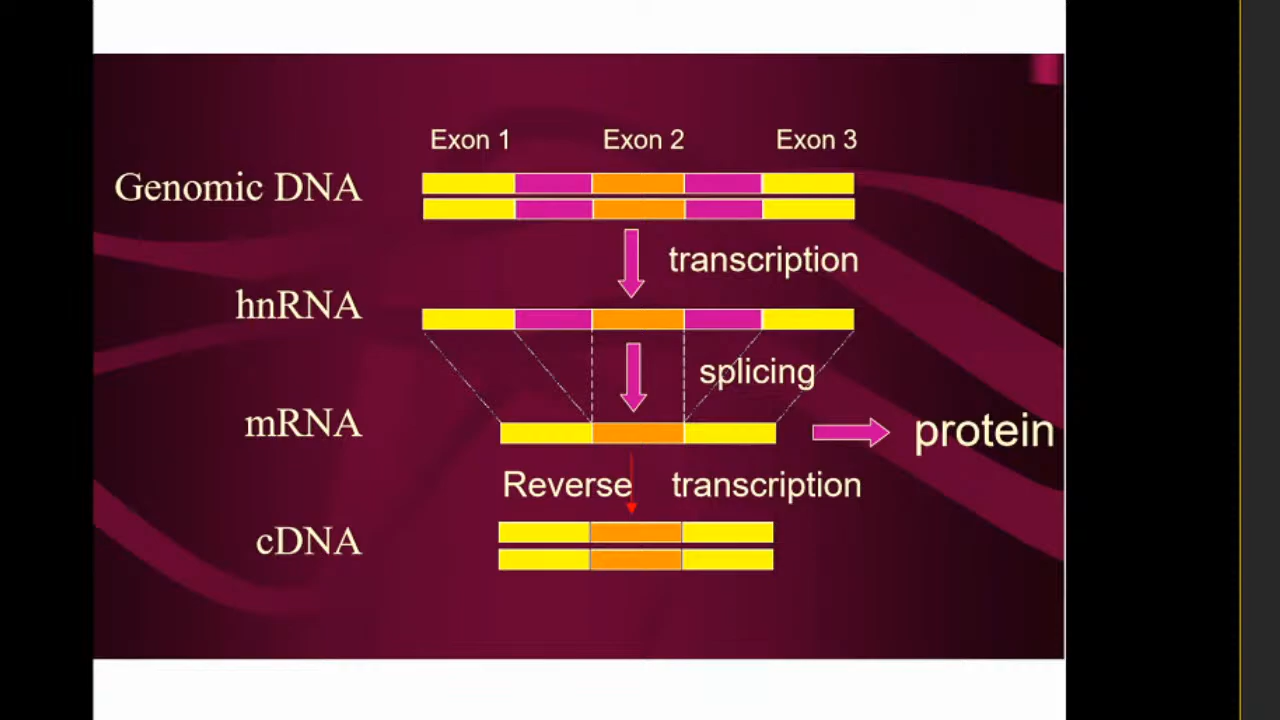 Exon 1 Exon 2 Exon 3
Genomic DNA
transcription
hnRNA
splicing
mRNA
protein
Reverse transcription
cDNA